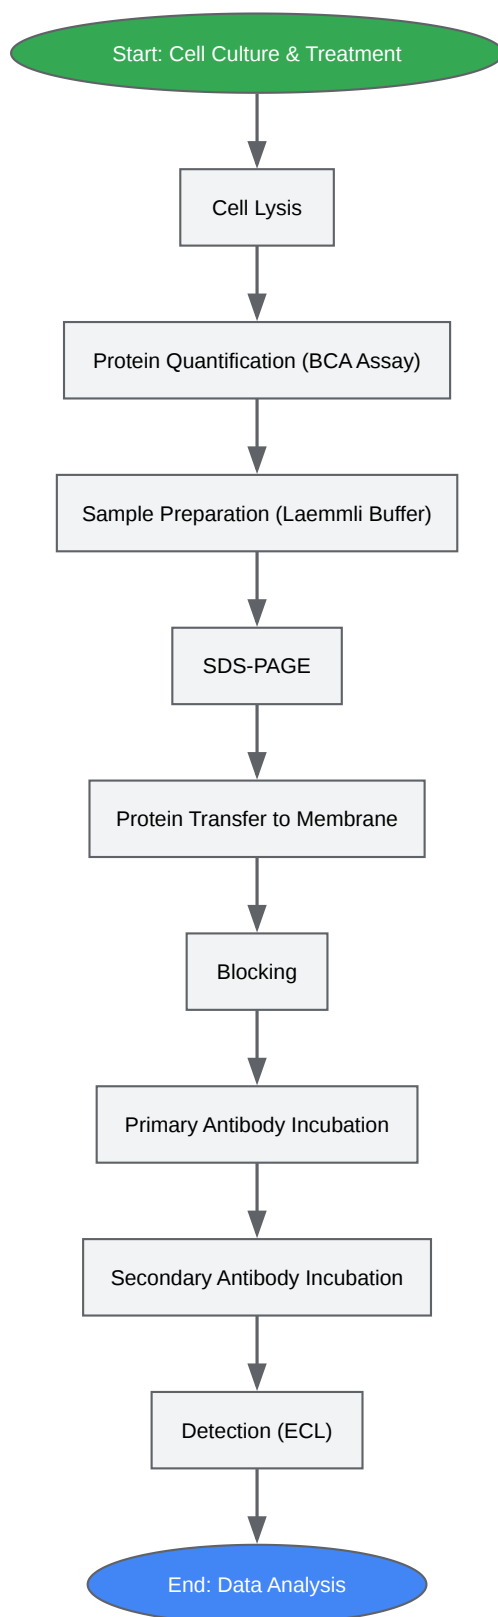 Start: Cell Culture & Treatment
Cell Lysis
Protein Quantification (BCA Assay)
Sample Preparation (Laemmli Buffer)
SDS-PAGE
Protein Transfer to Membrane
Blocking
Primary Antibody Incubation
Secondary Antibody Incubation
Detection (ECL)
End: Data Analysis